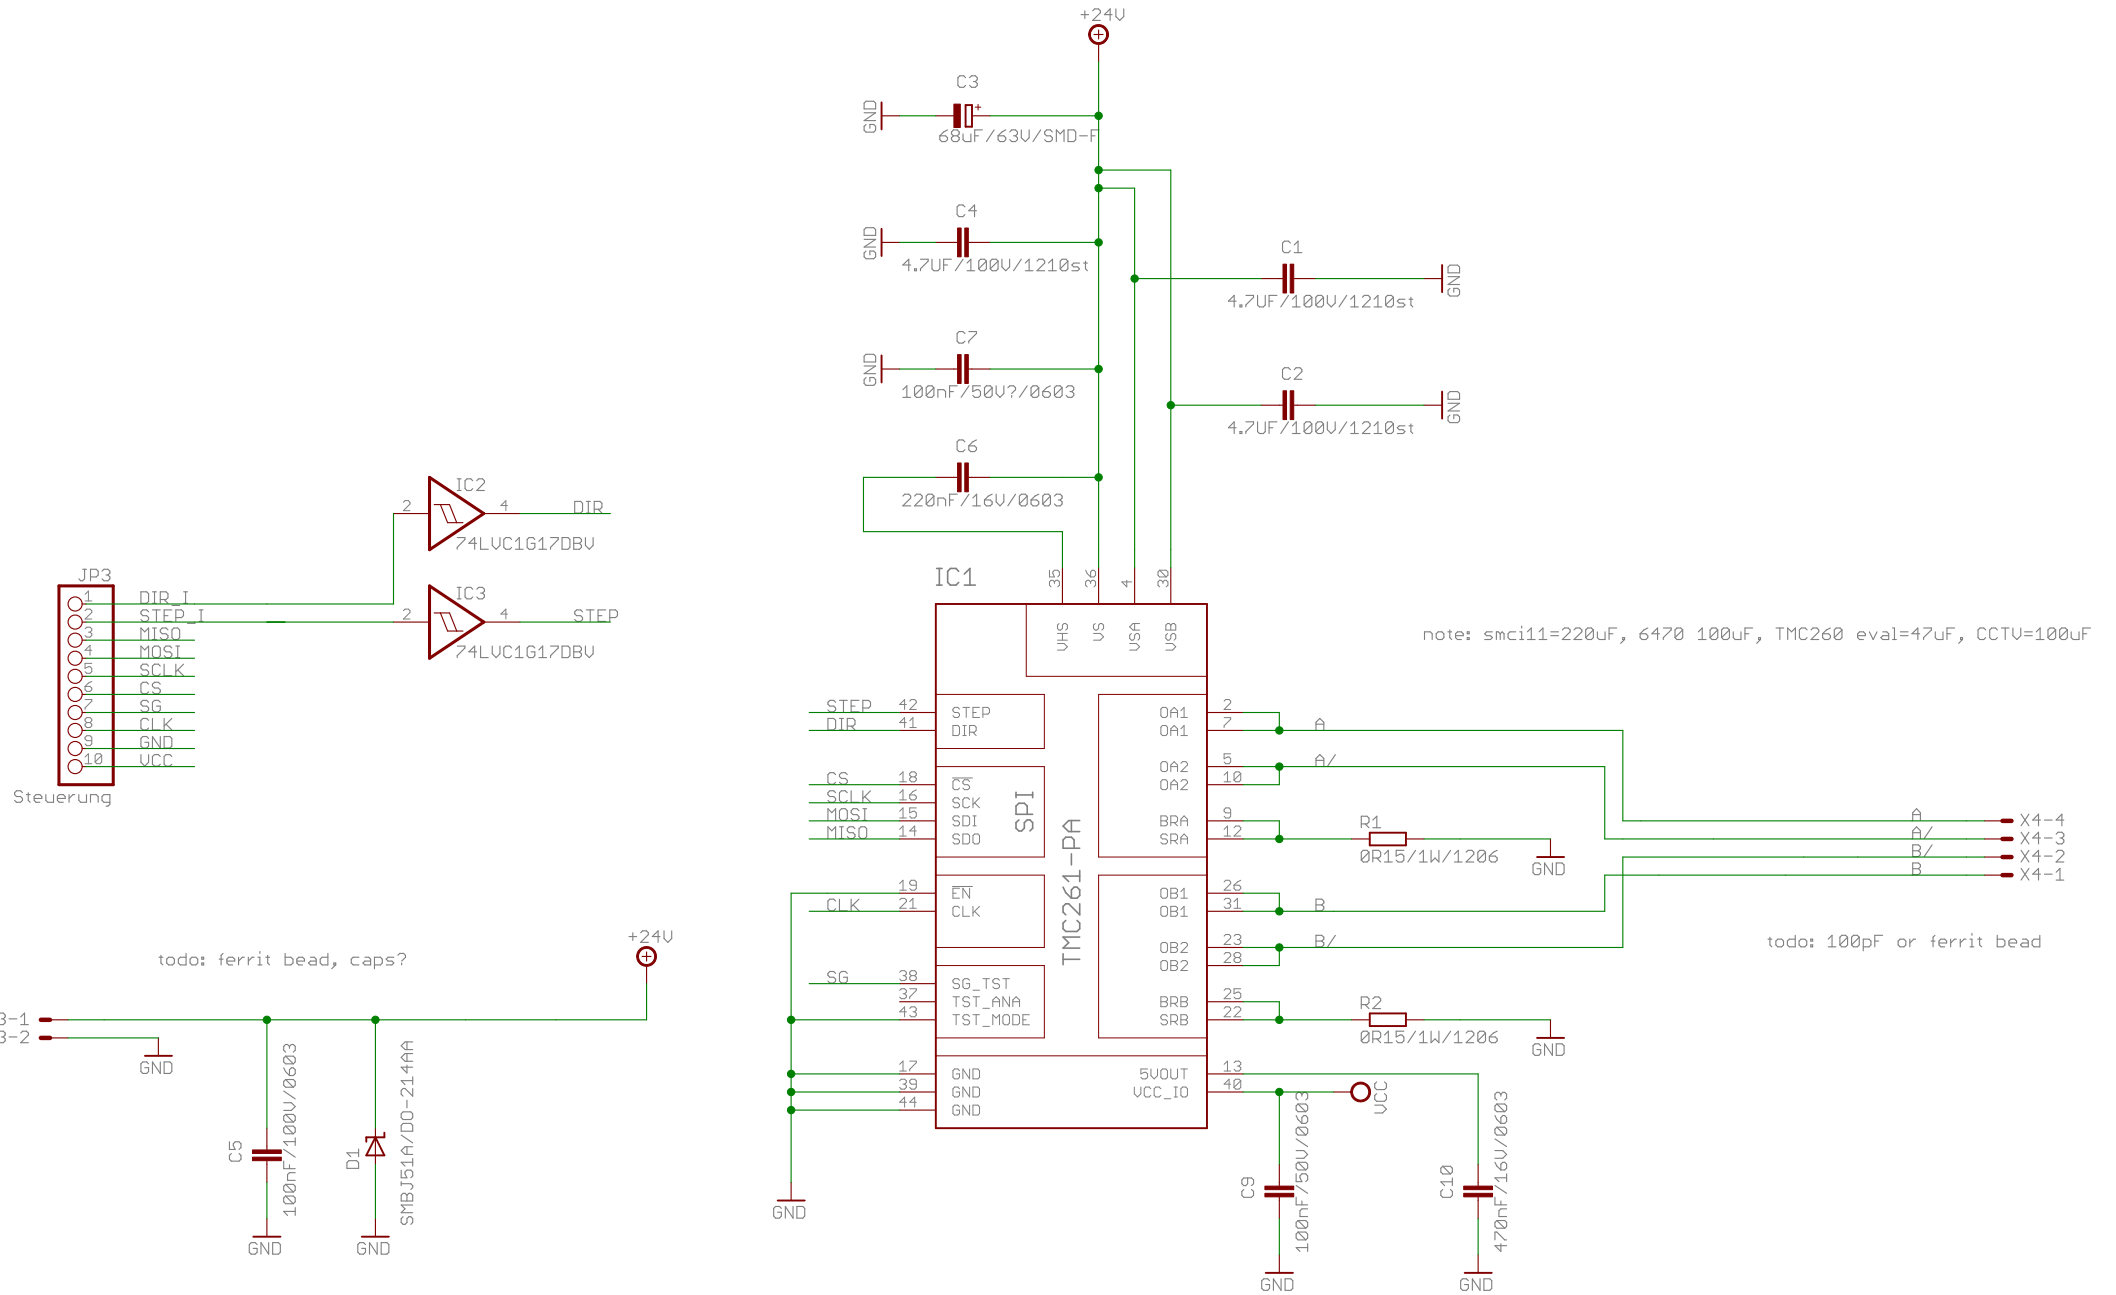 +24V
C3
GND
+
68uF/63V/SMD-F
C4
GND
4.7UF/100V/1210st
C1
GND
4.7UF/100V/1210st
C7
GND
100nF/50V?/0603
C2
GND
4.7UF/100V/1210st
C6
220nF/16V/0603
IC2
2
4
DIR
74LVC1G17DBV
IC3
2
4
STEP
74LVC1G17DBV
JP3
1 DIR_I
2 STEP_I
3 MISO
4 MOSI
5 SCLK
6 CS
7 SG
8 CLK
9 GND
10 VCC
Steuerung
IC1
35
36
4
30
VHS
VS
VSA
VSB
note: smci11=220uF, 6470 100uF, TMC260 eval=47uF, CCTV=100uF
STEP 42 STEP
DIR 41 DIR
CS 18 CS
SCLK 16 SCK
MOSI 15 SDI
MISO 14 SDO
SPI
19 EN
CLK 21 CLK
SG 38 SG_TST
37 TST_ANA
43 TST_MODE
17 GND
39 GND
44 GND
GND
TMC261-PA
OA1 2
OA1 7 A
OA2 5 A/
OA2 10
BRA 9
SRA 12
R1
0R15/1W/1206
GND
OB1 26
OB1 31 B
OB2 23 B/
OB2 28
BRB 25
SRB 22
R2
0R15/1W/1206
GND
5VOUT 13
VCC_IO 40
VCC
C9
100nF/50V/0603
GND
C10
470nF/16V/0603
GND
A X4-4
A/ X4-3
B/ X4-2
B X4-1
todo: 100pF or ferrit bead
+24V
todo: ferrit bead, caps?
3-1
3-2
GND
C5
100nF/100V/0603
GND
D1
SMBJ51A/DO-214AA
GND